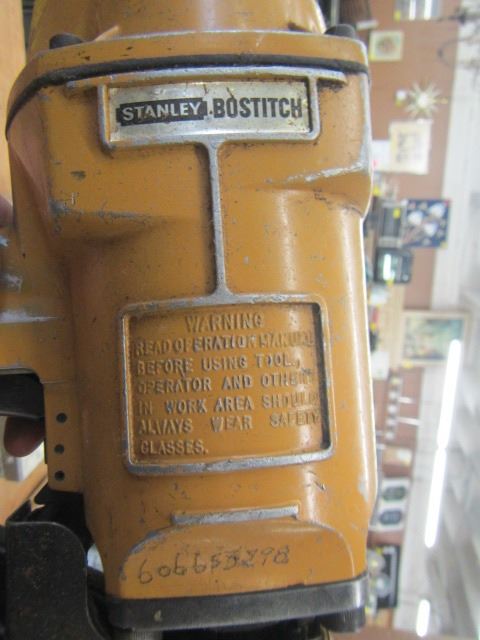 STANLEY BOSTITCH
WARNING
READ OPERATION MANUAL
BEFORE USING TOOL,
OPERATOR AND OTHERS
IN WORK AREA SHOULD
ALWAYS WEAR SAFETY
GLASSES.
606653298